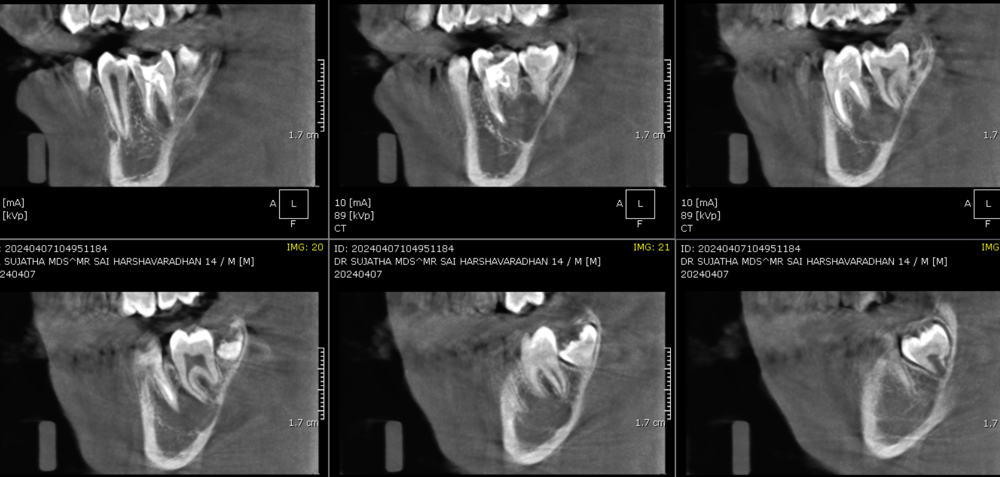 1.7 cm
1.7 cm
1.7
[mA]
[kVp]
A L
F
10 [mA]
89 [kVp]
CT
A L
F
10 [mA]
89 [kVp]
CT
A L
F
: 20240407104951184
IMG: 20
SUJATHA MDS^MR SAI HARSHAVARADHAN 14 / M [M]
240407
ID: 20240407104951184
IMG: 21
DR SUJATHA MDS^MR SAI HARSHAVARADHAN 14 / M [M]
20240407
ID: 20240407104951184
IMG
DR SUJATHA MDS^MR SAI HARSHAVARADHAN 14 / M [M]
20240407
1.7 cm
1.7 cm
1.7